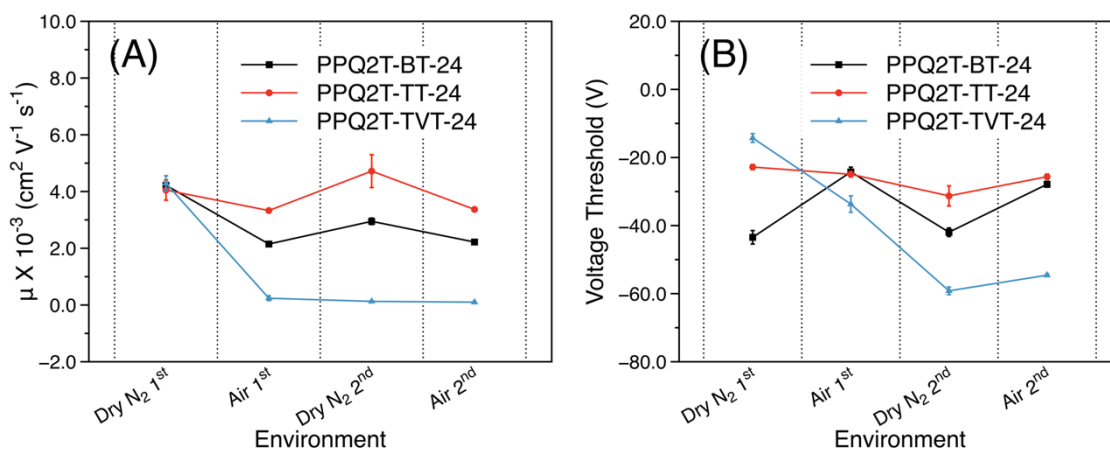 (A)
PPQ2T-BT-24
PPQ2T-TT-24
PPQ2T-TVT-24
10.0
8.0
6.0
4.0
2.0
0.0
−2.0
μ X 10⁻³ (cm² V⁻¹ s⁻¹)
Dry N₂ 1ˢᵗ
Air 1ˢᵗ
Dry N₂ 2ⁿᵈ
Air 2ⁿᵈ
Environment
(B)
PPQ2T-BT-24
PPQ2T-TT-24
PPQ2T-TVT-24
20.0
0.0
−20.0
−40.0
−60.0
−80.0
Voltage Threshold (V)
Dry N₂ 1ˢᵗ
Air 1ˢᵗ
Dry N₂ 2ⁿᵈ
Air 2ⁿᵈ
Environment